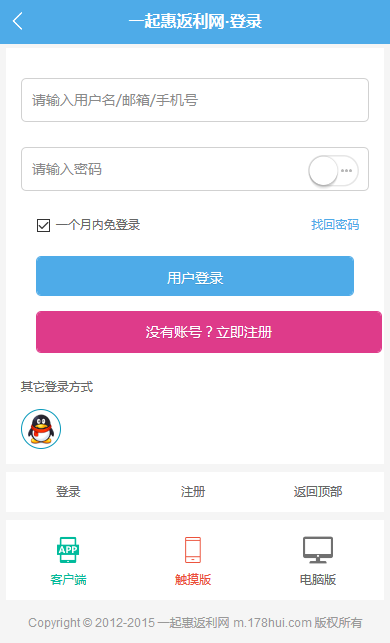 一起惠返利网-登录
请输入用户名/邮箱/手机号
请输入密码
一个月内免登录 找回密码
用户登录
没有账号？立即注册
其它登录方式
登录 注册 返回顶部
APP
客户端 触摸版 电脑版
Copyright © 2012-2015 一起惠返利网 m.178hui.com 版权所有